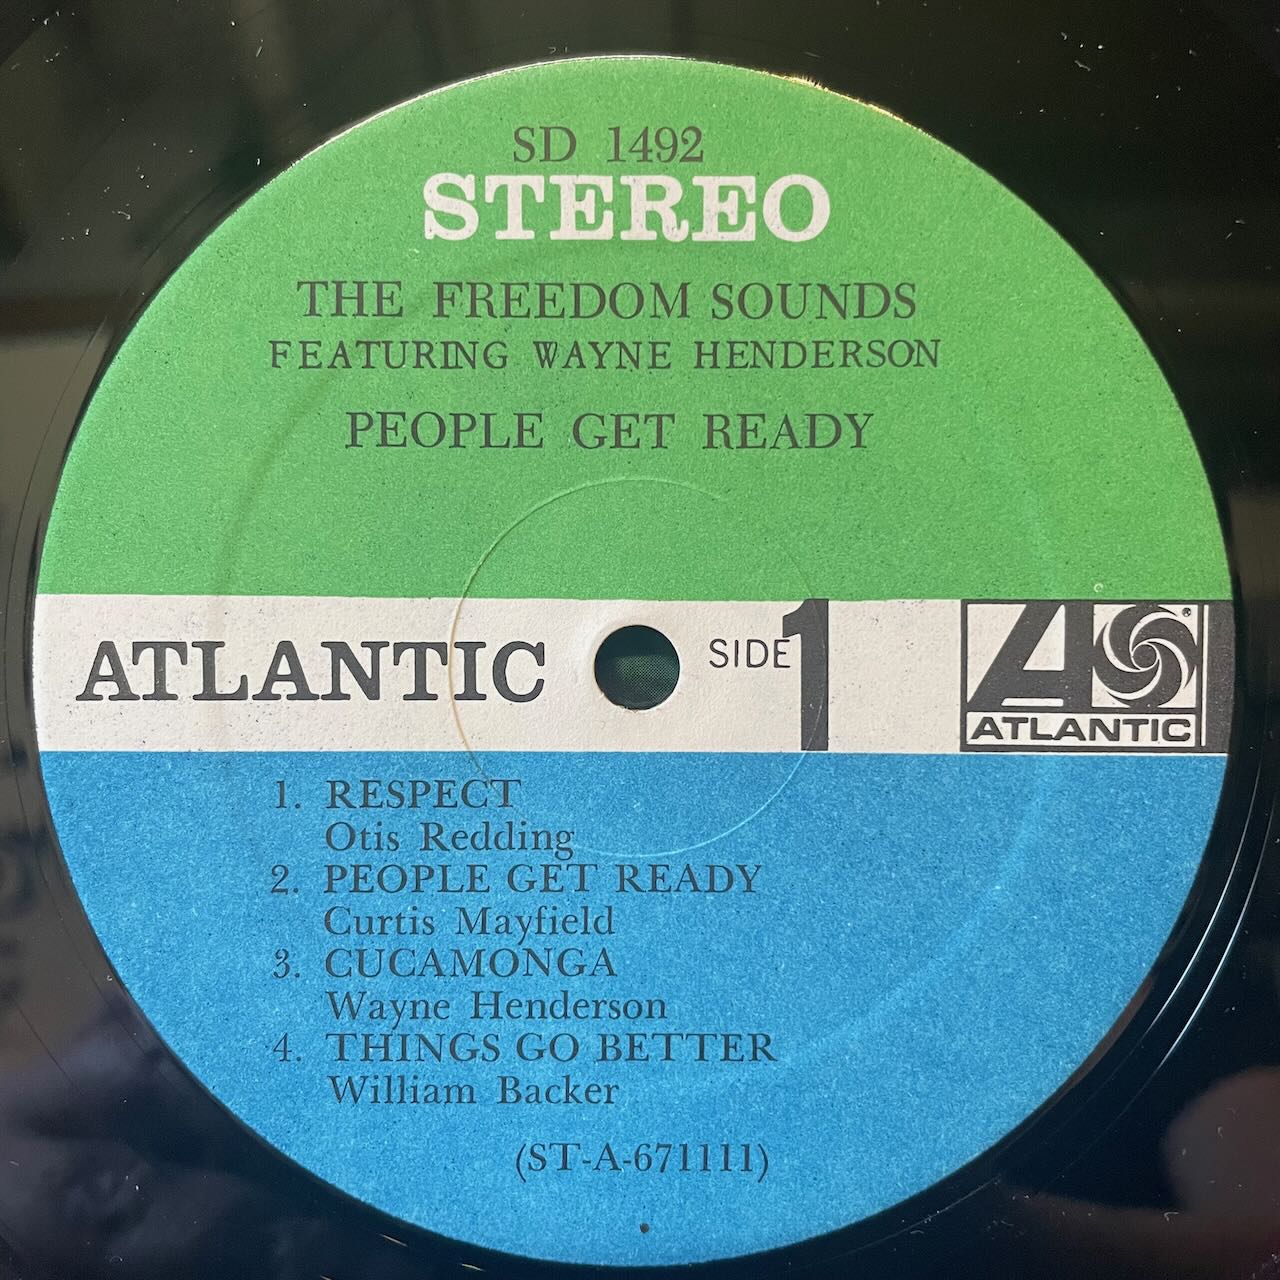 SD 1492
STEREO
THE FREEDOM SOUNDS
FEATURING WAYNE HENDERSON
PEOPLE GET READY
ATLANTIC
SIDE 1
A ®
ATLANTIC
1. RESPECT
Otis Redding
2. PEOPLE GET READY
Curtis Mayfield
3. CUCAMONGA
Wayne Henderson
4. THINGS GO BETTER
William Backer
(ST-A-671111)